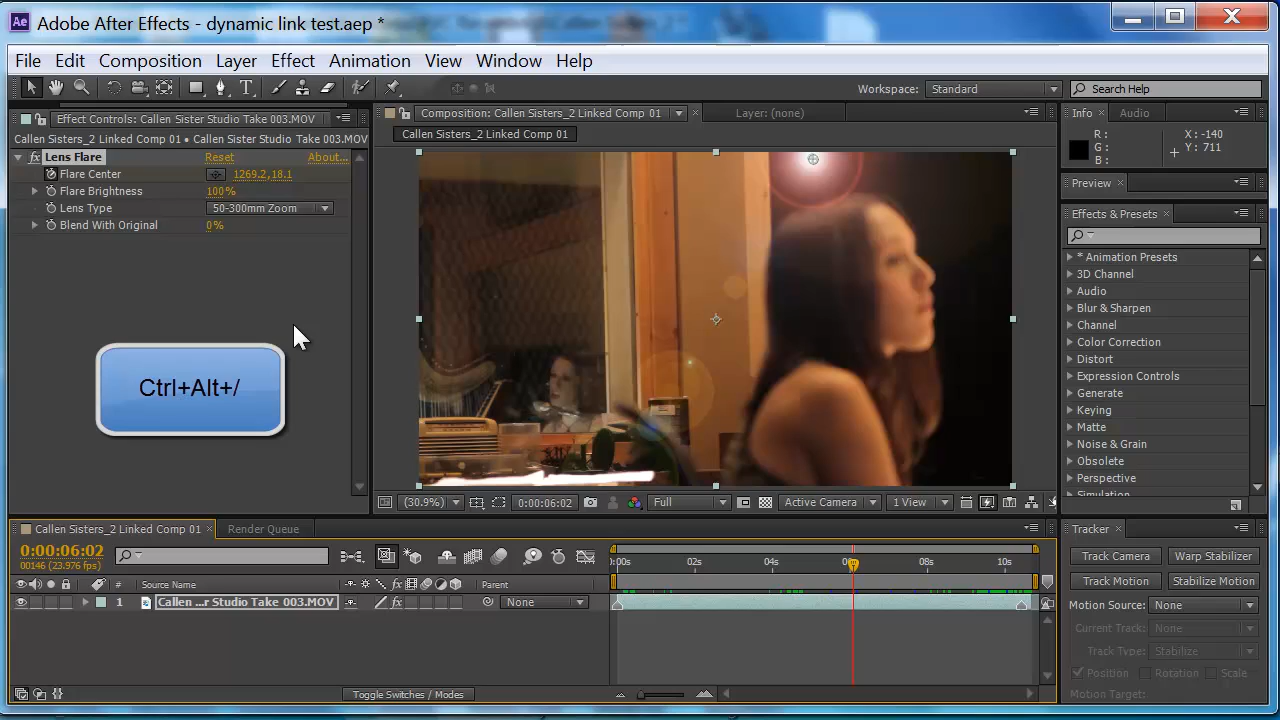 Adobe After Effects - dynamic link test.aep *
File Edit Composition Layer Effect Animation View Window Help
Workspace: Standard Search Help
Effect Controls: Callen Sister Studio Take 003.MOV
Callen Sisters_2 Linked Comp 01 • Callen Sister Studio Take 003.MOV
fx Lens Flare Reset About...
Flare Center 1269.2,18.1
Flare Brightness 100%
Lens Type 50-300mm Zoom
Blend With Original 0%
Ctrl+Alt+/
Composition: Callen Sisters_2 Linked Comp 01 Layer: (none)
Callen Sisters_2 Linked Comp 01
(30.9%) 0:00:06:02 Full Active Camera 1 View
Info Audio
R: X: -140
G: Y: 711
B:
Preview
Effects & Presets
* Animation Presets
3D Channel
Audio
Blur & Sharpen
Channel
Color Correction
Distort
Expression Controls
Generate
Keying
Matte
Noise & Grain
Obsolete
Perspective
Simulation
Callen Sisters_2 Linked Comp 01 Render Queue
0:00:06:02
00146 (23.976 fps)
# Source Name Parent
1 Callen ...r Studio Take 003.MOV None
Toggle Switches / Modes
02s 04s 08s 10s
Tracker
Track Camera Warp Stabilizer
Track Motion Stabilize Motion
Motion Source: None
Current Track: None
Track Type: Stabilize
Position Rotation Scale
Motion Target: